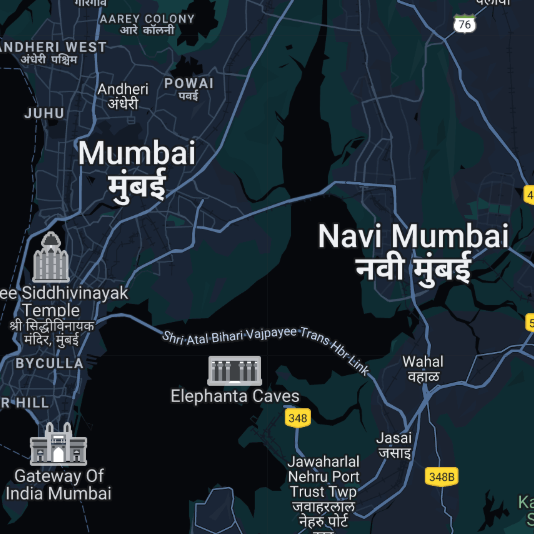 गोरेगाव
पलावा
AAREY COLONY
आरे कॉलनी
76
ANDHERI WEST
अंधेरी पश्चिम
Andheri
अंधेरी
POWAI
पवई
JUHU
Mumbai
मुंबई
4
Navi Mumbai
नवी मुंबई
ee Siddhivinayak
Temple
श्री सिद्धीविनायक
मंदिर, मुंबई
5
Shri Atal Bihari Vajpayee Trans Hbr Link
BYCULLA
Elephanta Caves
Wahal
वहाळ
R HILL
348
Gateway Of
India Mumbai
Jasai
जसाइ
Jawaharlal
Nehru Port
Trust Twp
जवाहरलाल
नेहरु पोर्ट
348B
Ka
S